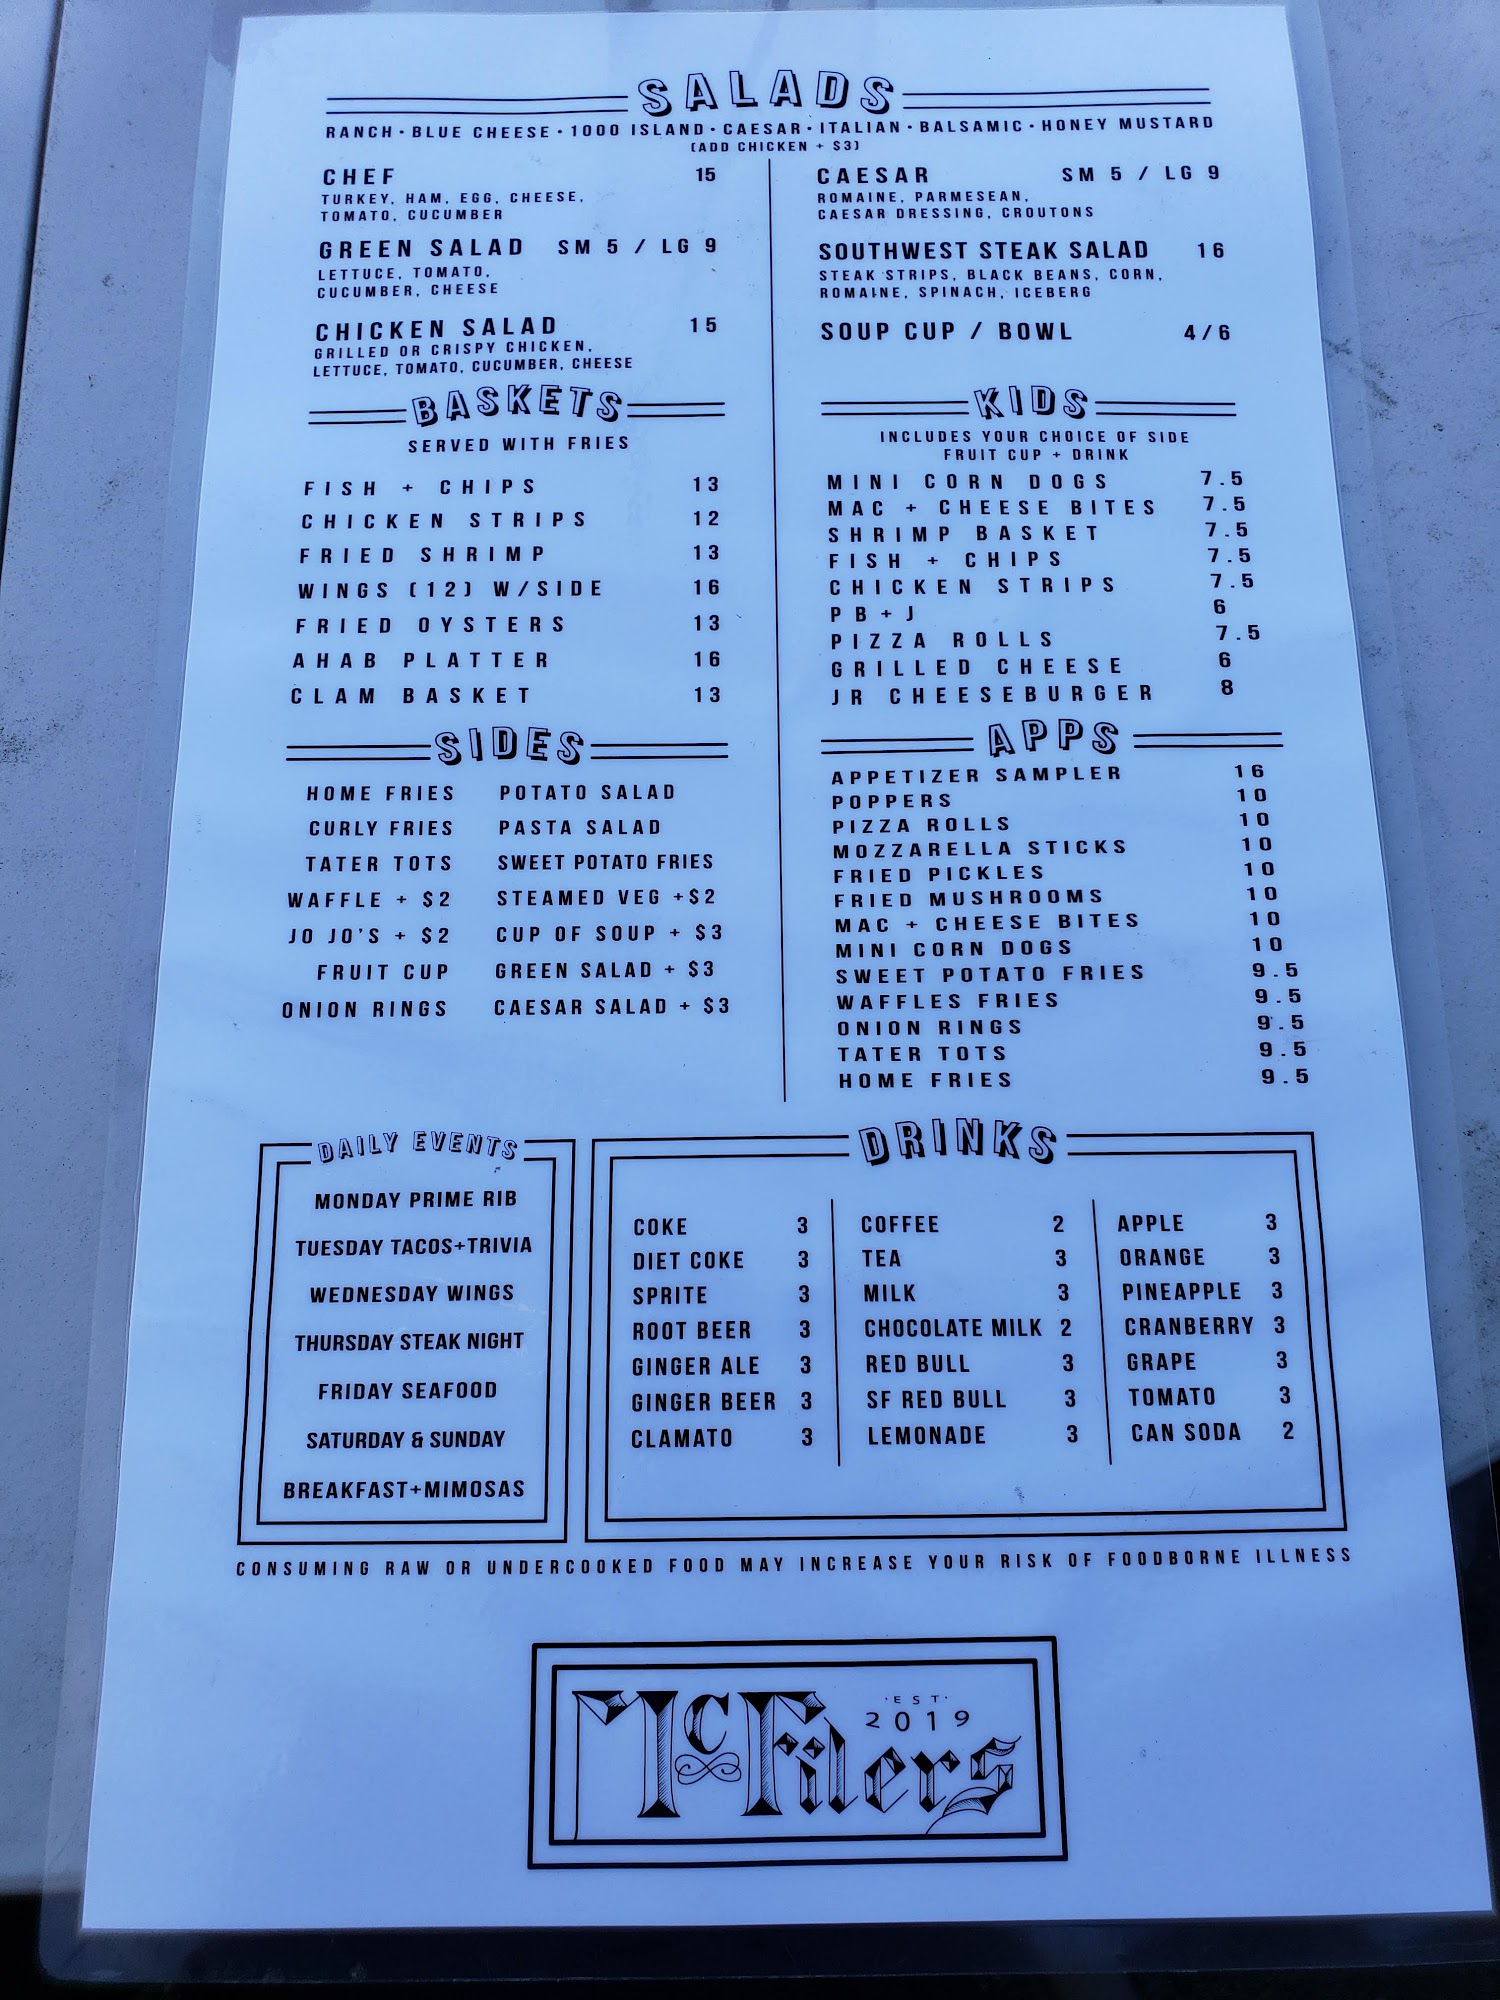 SALADS
RANCH · BLUE CHEESE · 1000 ISLAND · CAESAR · ITALIAN · BALSAMIC · HONEY MUSTARD
(ADD CHICKEN + $3)
CHEF 15
TURKEY, HAM, EGG, CHEESE,
TOMATO, CUCUMBER
GREEN SALAD SM 5 / LG 9
LETTUCE, TOMATO,
CUCUMBER, CHEESE
CHICKEN SALAD 15
GRILLED OR CRISPY CHICKEN,
LETTUCE, TOMATO, CUCUMBER, CHEESE
CAESAR SM 5 / LG 9
ROMAINE, PARMESEAN,
CAESAR DRESSING, CROUTONS
SOUTHWEST STEAK SALAD 16
STEAK STRIPS, BLACK BEANS, CORN,
ROMAINE, SPINACH, ICEBERG
SOUP CUP / BOWL 4/6
BASKETS
SERVED WITH FRIES
FISH + CHIPS 13
CHICKEN STRIPS 12
FRIED SHRIMP 13
WINGS (12) W/SIDE 16
FRIED OYSTERS 13
AHAB PLATTER 16
CLAM BASKET 13
KIDS
INCLUDES YOUR CHOICE OF SIDE
FRUIT CUP + DRINK
MINI CORN DOGS 7.5
MAC + CHEESE BITES 7.5
SHRIMP BASKET 7.5
FISH + CHIPS 7.5
CHICKEN STRIPS 7.5
PB+J 6
PIZZA ROLLS 7.5
GRILLED CHEESE 6
JR CHEESEBURGER 8
SIDES
HOME FRIES POTATO SALAD
CURLY FRIES PASTA SALAD
TATER TOTS SWEET POTATO FRIES
WAFFLE + $2 STEAMED VEG +$2
JO JO'S + $2 CUP OF SOUP + $3
FRUIT CUP GREEN SALAD + $3
ONION RINGS CAESAR SALAD + $3
APPS
APPETIZER SAMPLER 16
POPPERS 10
PIZZA ROLLS 10
MOZZARELLA STICKS 10
FRIED PICKLES 10
FRIED MUSHROOMS 10
MAC + CHEESE BITES 10
MINI CORN DOGS 10
SWEET POTATO FRIES 9.5
WAFFLES FRIES 9.5
ONION RINGS 9.5
TATER TOTS 9.5
HOME FRIES 9.5
DAILY EVENTS
MONDAY PRIME RIB
TUESDAY TACOS+TRIVIA
WEDNESDAY WINGS
THURSDAY STEAK NIGHT
FRIDAY SEAFOOD
SATURDAY & SUNDAY
BREAKFAST+MIMOSAS
DRINKS
COKE 3
DIET COKE 3
SPRITE 3
ROOT BEER 3
GINGER ALE 3
GINGER BEER 3
CLAMATO 3
COFFEE 2
TEA 3
MILK 3
CHOCOLATE MILK 2
RED BULL 3
SF RED BULL 3
LEMONADE 3
APPLE 3
ORANGE 3
PINEAPPLE 3
CRANBERRY 3
GRAPE 3
TOMATO 3
CAN SODA 2
CONSUMING RAW OR UNDERCOOKED FOOD MAY INCREASE YOUR RISK OF FOODBORNE ILLNESS
·EST·
2019
McFilers